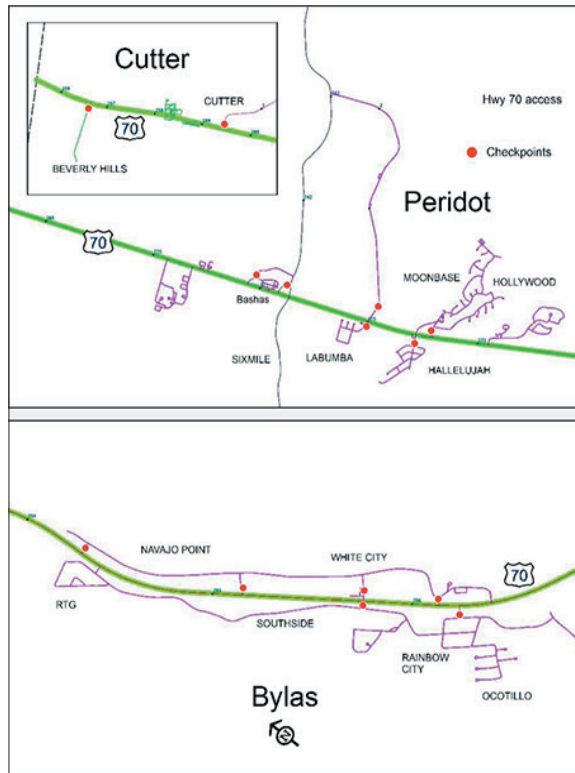 Cutter
CUTTER
70
BEVERLY HILLS
Hwy 70 access
Checkpoints
Peridot
70
MOONBASE
HOLLYWOOD
Bashas
SIXMILE
LABUMBA
HALLELUJAH
NAVAJO POINT
WHITE CITY
70
RTG
SOUTHSIDE
RAINBOW
CITY
OCOTILLO
Bylas
N